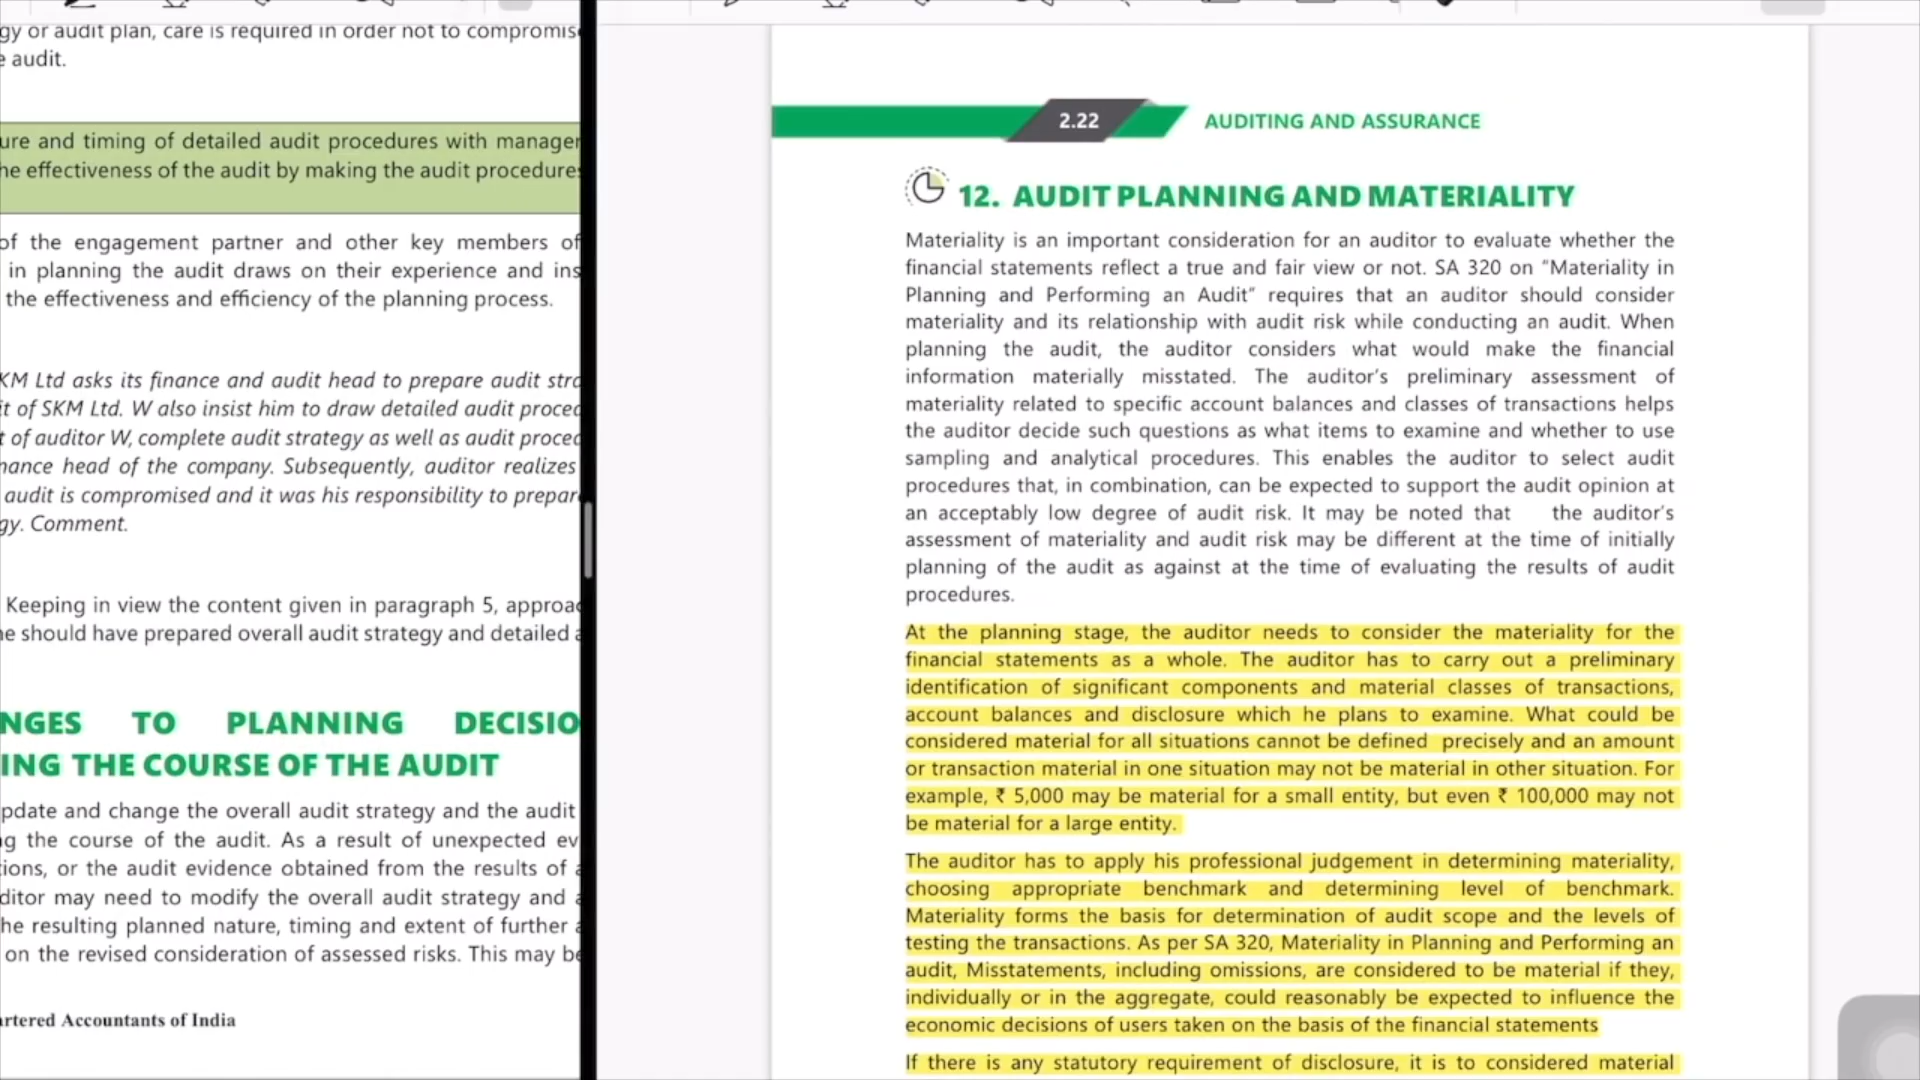 gy or audit plan, care is required in order not to compromis
e audit.
ure and timing of detailed audit procedures with manager
he effectiveness of the audit by making the audit procedures
of the engagement partner and other key members of
in planning the audit draws on their experience and ins
the effectiveness and efficiency of the planning process.
KM Ltd asks its finance and audit head to prepare audit stra
it of SKM Ltd. W also insist him to draw detailed audit proced
t of auditor W, complete audit strategy as well as audit proced
nance head of the company. Subsequently, auditor realizes
audit is compromised and it was his responsibility to prepare
gy. Comment.
Keeping in view the content given in paragraph 5, approac
he should have prepared overall audit strategy and detailed a
NGES TO PLANNING DECISIO
ING THE COURSE OF THE AUDIT
pdate and change the overall audit strategy and the audit
g the course of the audit. As a result of unexpected ev
tions, or the audit evidence obtained from the results of a
ditor may need to modify the overall audit strategy and a
he resulting planned nature, timing and extent of further a
on the revised consideration of assessed risks. This may be
artered Accountants of India
2.22 AUDITING AND ASSURANCE
12. AUDIT PLANNING AND MATERIALITY
Materiality is an important consideration for an auditor to evaluate whether the
financial statements reflect a true and fair view or not. SA 320 on “Materiality in
Planning and Performing an Audit” requires that an auditor should consider
materiality and its relationship with audit risk while conducting an audit. When
planning the audit, the auditor considers what would make the financial
information materially misstated. The auditor’s preliminary assessment of
materiality related to specific account balances and classes of transactions helps
the auditor decide such questions as what items to examine and whether to use
sampling and analytical procedures. This enables the auditor to select audit
procedures that, in combination, can be expected to support the audit opinion at
an acceptably low degree of audit risk. It may be noted that the auditor’s
assessment of materiality and audit risk may be different at the time of initially
planning of the audit as against at the time of evaluating the results of audit
procedures.
At the planning stage, the auditor needs to consider the materiality for the
financial statements as a whole. The auditor has to carry out a preliminary
identification of significant components and material classes of transactions,
account balances and disclosure which he plans to examine. What could be
considered material for all situations cannot be defined precisely and an amount
or transaction material in one situation may not be material in other situation. For
example, ₹ 5,000 may be material for a small entity, but even ₹ 100,000 may not
be material for a large entity.
The auditor has to apply his professional judgement in determining materiality,
choosing appropriate benchmark and determining level of benchmark.
Materiality forms the basis for determination of audit scope and the levels of
testing the transactions. As per SA 320, Materiality in Planning and Performing an
audit, Misstatements, including omissions, are considered to be material if they,
individually or in the aggregate, could reasonably be expected to influence the
economic decisions of users taken on the basis of the financial statements
If there is any statutory requirement of disclosure, it is to considered material